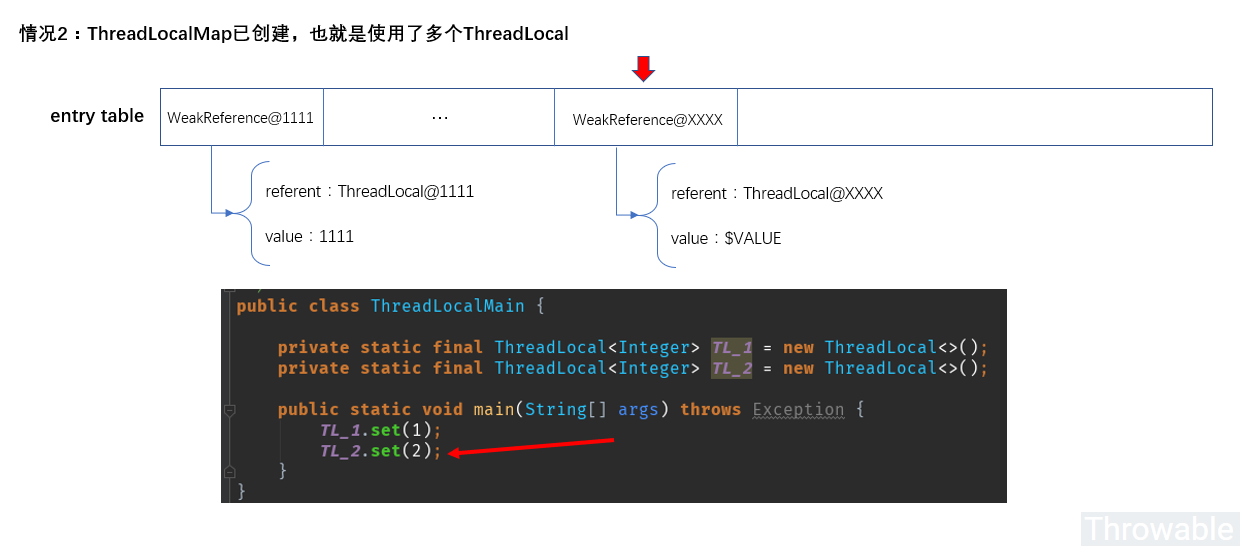 情况2：ThreadLocalMap已创建，也就是使用了多个ThreadLocal
entry table
WeakReference@1111
...
WeakReference@XXXX
referent：ThreadLocal@1111
value：1111
referent：ThreadLocal@XXXX
value：$VALUE
public class ThreadLocalMain {
private static final ThreadLocal<Integer> TL_1 = new ThreadLocal<>();
private static final ThreadLocal<Integer> TL_2 = new ThreadLocal<>();
public static void main(String[] args) throws Exception {
TL_1.set(1);
TL_2.set(2);
}
}
Throwable